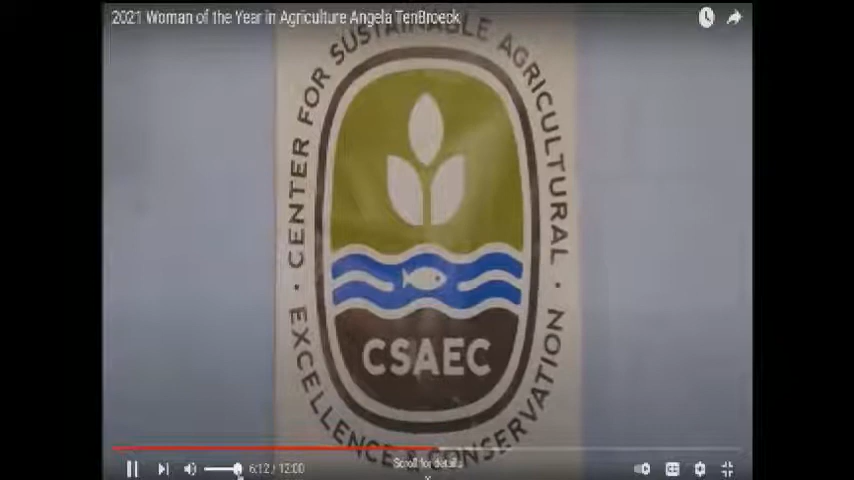 2021 Woman of the Year in Agriculture Angela TenBroeck
CENTER FOR SUSTAINABLE AGRICULTURAL
EXCELLENCE & CONSERVATION
CSAEC
6:12 / 12:00
Scroll for details
CC